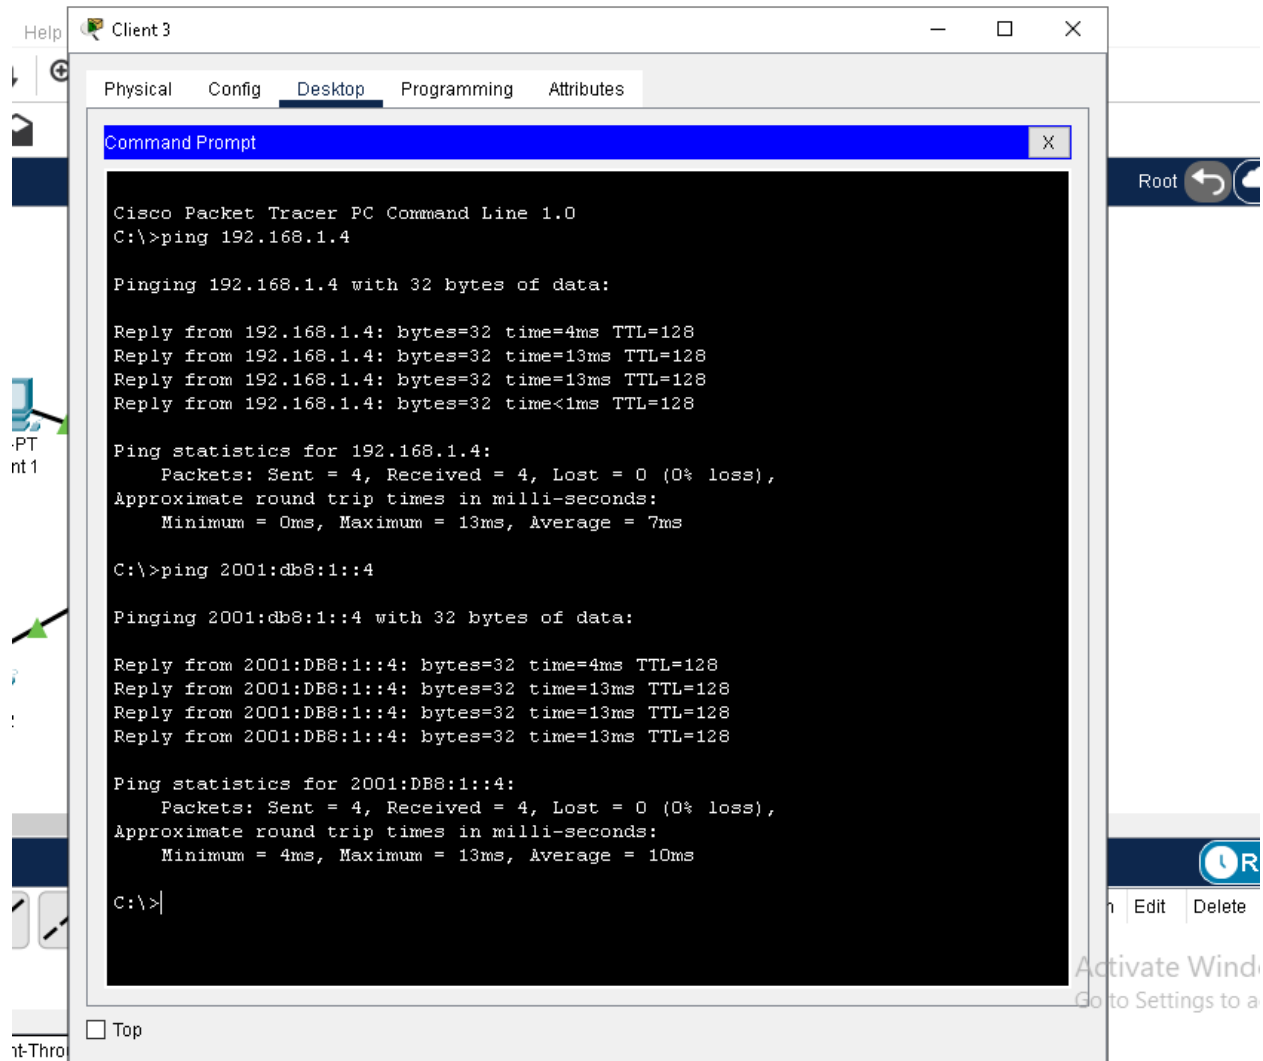 Help
Client 3
Physical Config Desktop Programming Attributes
Command Prompt
X
Root
Cisco Packet Tracer PC Command Line 1.0
C:\>ping 192.168.1.4
Pinging 192.168.1.4 with 32 bytes of data:
Reply from 192.168.1.4: bytes=32 time=4ms TTL=128
Reply from 192.168.1.4: bytes=32 time=13ms TTL=128
Reply from 192.168.1.4: bytes=32 time=13ms TTL=128
Reply from 192.168.1.4: bytes=32 time<1ms TTL=128
Ping statistics for 192.168.1.4:
Packets: Sent = 4, Received = 4, Lost = 0 (0% loss),
Approximate round trip times in milli-seconds:
Minimum = 0ms, Maximum = 13ms, Average = 7ms
C:\>ping 2001:db8:1::4
Pinging 2001:db8:1::4 with 32 bytes of data:
Reply from 2001:DB8:1::4: bytes=32 time=4ms TTL=128
Reply from 2001:DB8:1::4: bytes=32 time=13ms TTL=128
Reply from 2001:DB8:1::4: bytes=32 time=13ms TTL=128
Reply from 2001:DB8:1::4: bytes=32 time=13ms TTL=128
Ping statistics for 2001:DB8:1::4:
Packets: Sent = 4, Received = 4, Lost = 0 (0% loss),
Approximate round trip times in milli-seconds:
Minimum = 4ms, Maximum = 13ms, Average = 10ms
C:\>
-PT
nt 1
R
Edit Delete
Activate Wind
Go to Settings to a
Top
nt-Thro